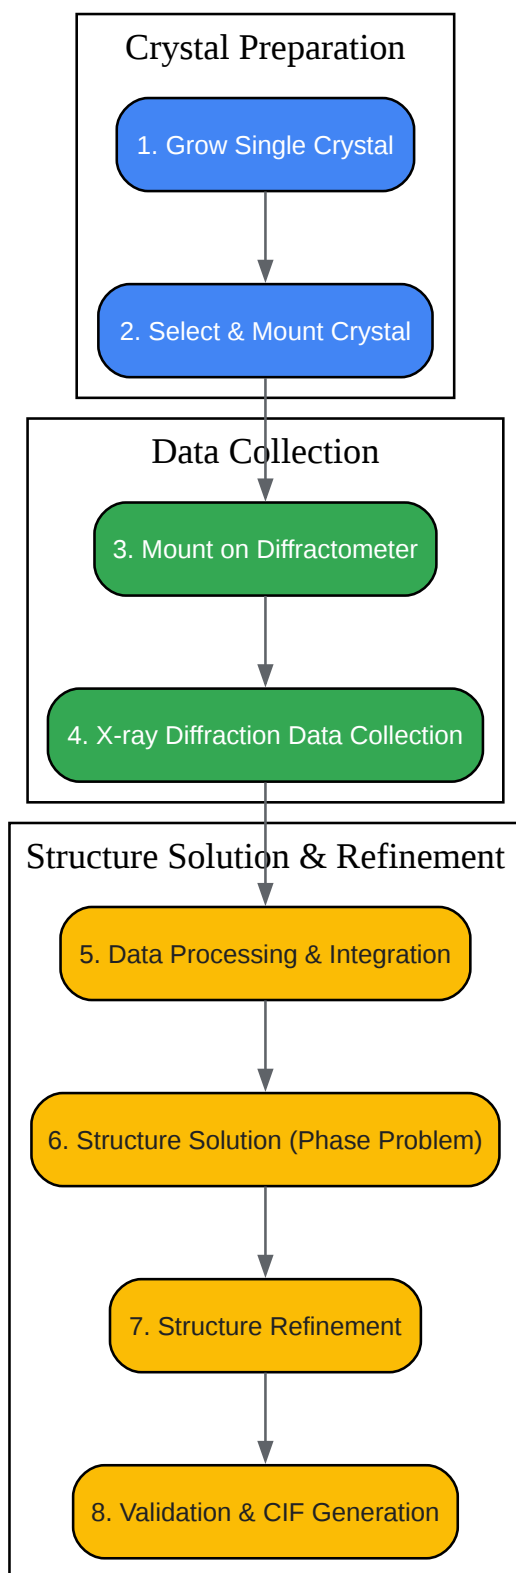 Crystal Preparation
1. Grow Single Crystal
2. Select & Mount Crystal
Data Collection
3. Mount on Diffractometer
4. X-ray Diffraction Data Collection
Structure Solution & Refinement
5. Data Processing & Integration
6. Structure Solution (Phase Problem)
7. Structure Refinement
8. Validation & CIF Generation